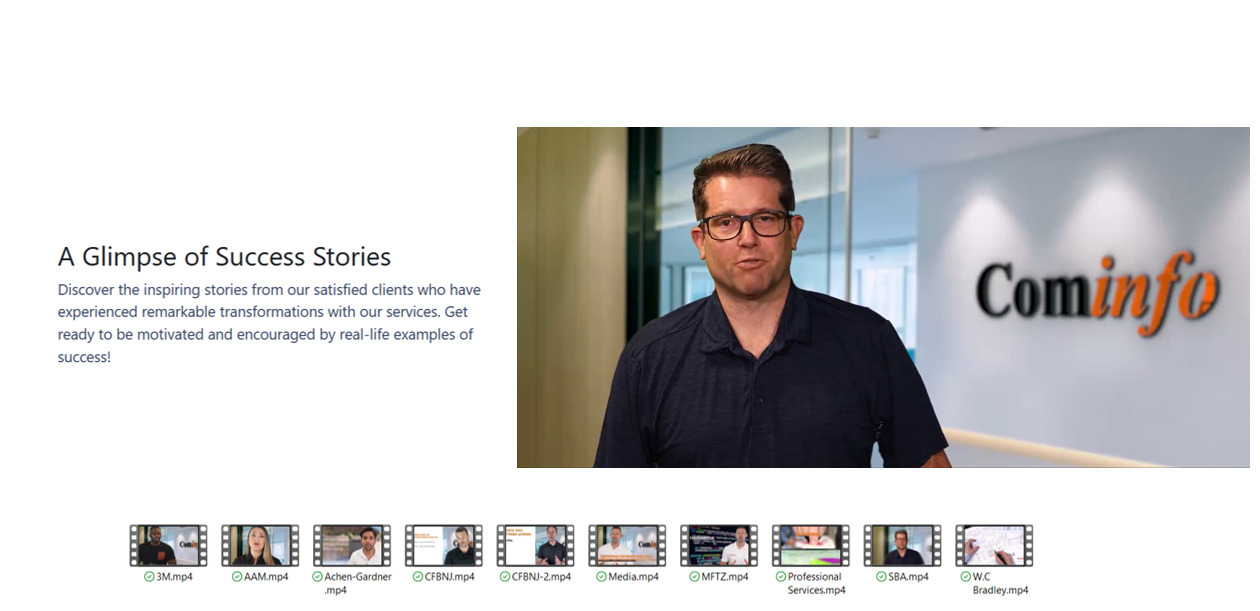 A Glimpse of Success Stories
Discover the inspiring stories from our satisfied clients who have
experienced remarkable transformations with our services. Get
ready to be motivated and encouraged by real-life examples of
success!
Cominfo
3M.mp4
AAM.mp4
Achen-Gardner
.mp4
CFBNJ.mp4
CFBNJ-2.mp4
Media.mp4
MFTZ.mp4
Professional
Services.mp4
SBA.mp4
W.C
Bradley.mp4